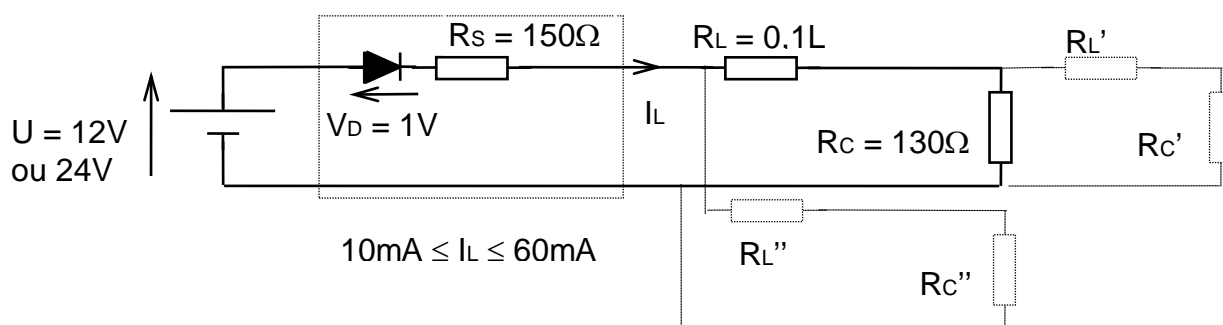 RS = 150Ω
RL = 0.1L
RL'
U = 12V
ou 24V
VD = 1V
IL
RC = 130Ω
RC'
10mA ≤ IL ≤ 60mA
RL''
RC''